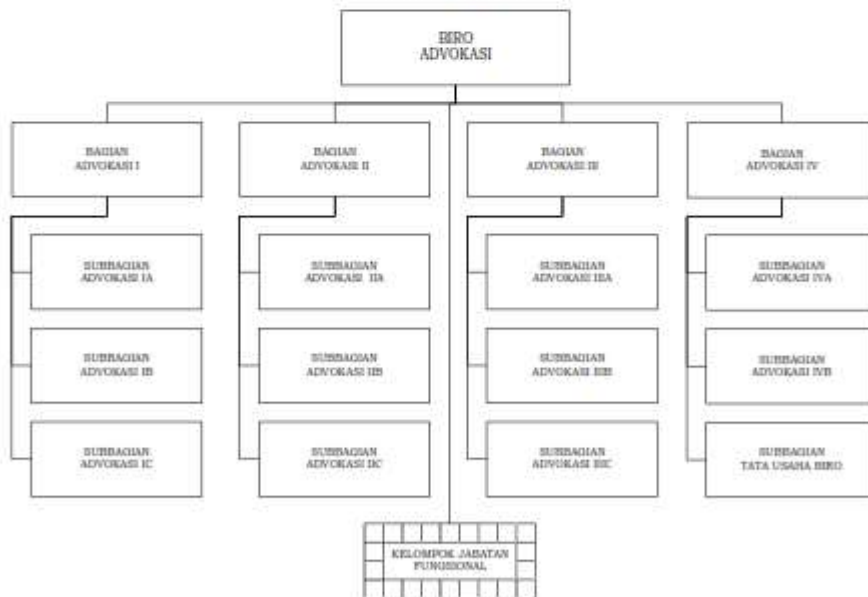 BIRO
ADVOKASI
BAGIAN
ADVOKASI I
BAGIAN
ADVOKASI II
BAGIAN
ADVOKASI III
BAGIAN
ADVOKASI IV
SUBBAGIAN
ADVOKASI IA
SUBBAGIAN
ADVOKASI IIA
SUBBAGIAN
ADVOKASI IIIA
SUBBAGIAN
ADVOKASI IVA
SUBBAGIAN
ADVOKASI IB
SUBBAGIAN
ADVOKASI IIB
SUBBAGIAN
ADVOKASI IIIB
SUBBAGIAN
ADVOKASI IVB
SUBBAGIAN
ADVOKASI IC
SUBBAGIAN
ADVOKASI IIC
SUBBAGIAN
ADVOKASI IIIC
SUBBAGIAN
TATA USAHA BIRO
KELOMPOK JABATAN
FUNGSIONAL